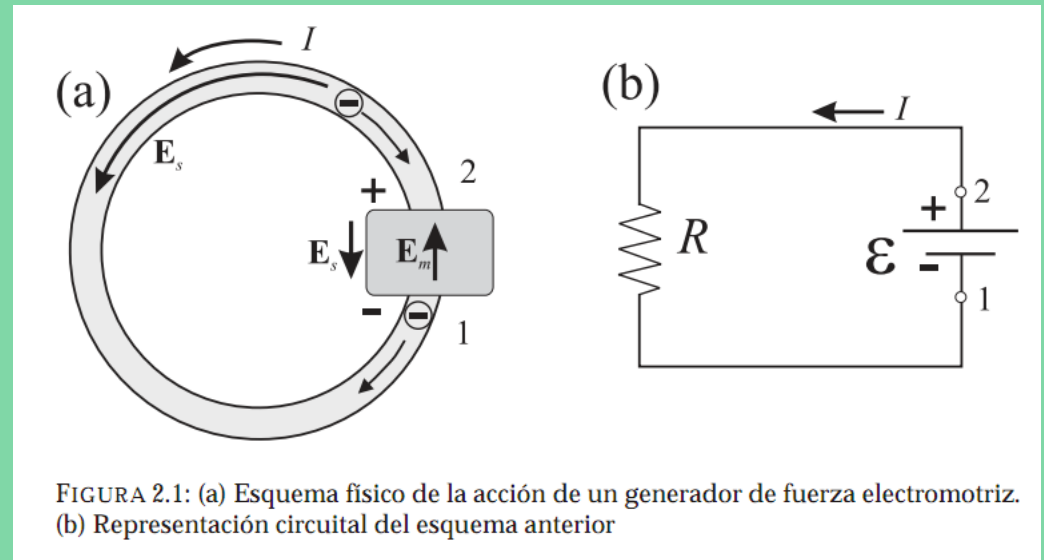 (a)
I
E_s
2
+
E_s
E_m
-
1
(b)
I
2
+
R
ε
-
1
FIGURA 2.1: (a) Esquema físico de la acción de un generador de fuerza electromotriz.
(b) Representación circuital del esquema anterior